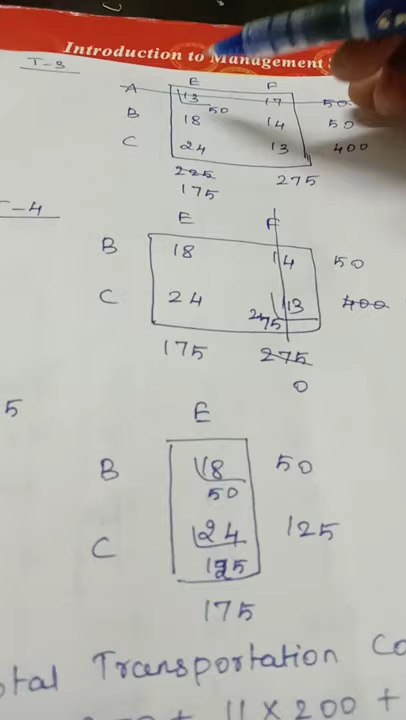 Introduction to Management
T-3
E F
A 13 17 50
50
B 18 14 50
C 24 13 400
225
175 275
T-4
E F
B 18 14 50
C 24 13 400
275
175 275
0
5
E
B 18 50
50
C 24 125
125
175
otal Transportation Co
+ 11 X 200 +